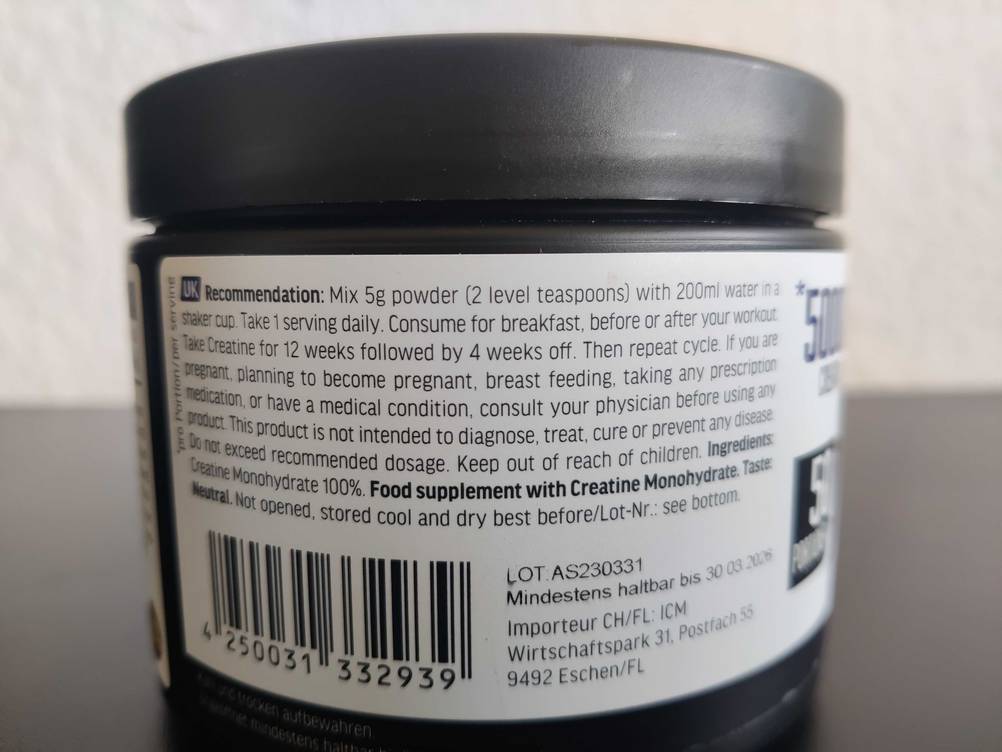 UK Recommendation: Mix 5g powder (2 level teaspoons) with 200ml water in a
shaker cup. Take 1 serving daily. Consume for breakfast, before or after your workout.
Take Creatine for 12 weeks followed by 4 weeks off. Then repeat cycle. If you are
pregnant, planning to become pregnant, breast feeding, taking any prescription
medication, or have a medical condition, consult your physician before using any
product. This product is not intended to diagnose, treat, cure or prevent any disease.
Do not exceed recommended dosage. Keep out of reach of children. Ingredients:
Creatine Monohydrate 100%. Food supplement with Creatine Monohydrate. Taste:
Neutral. Not opened, stored cool and dry best before/Lot-Nr.: see bottom.
*pro Portion/per serving
LOT.AS230331
Mindestens haltbar bis 30 03 2026
Importeur CH/FL: ICM
Wirtschaftspark 31, Postfach 55
9492 Eschen/FL
4 250031 332939
trocken aufbewahren.
mindestens haltbar